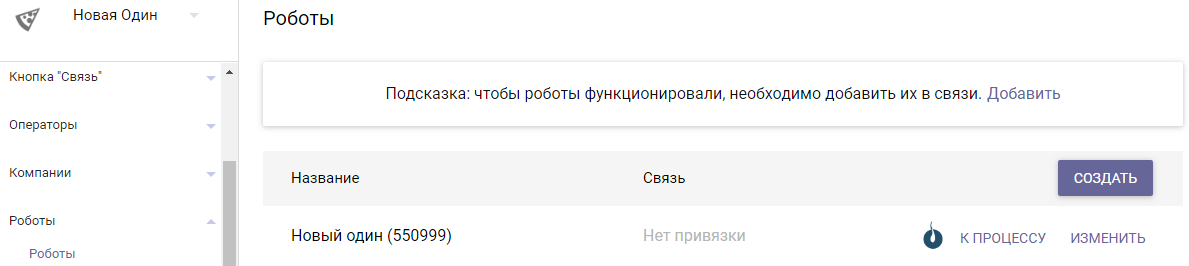 Новая Один
Кнопка "Связь"
Операторы
Компании
Роботы
Роботы
Роботы
Подсказка: чтобы роботы функционировали, необходимо добавить их в связи. Добавить
Название Связь СОЗДАТЬ
Новый один (550999) Нет привязки К ПРОЦЕССУ ИЗМЕНИТЬ